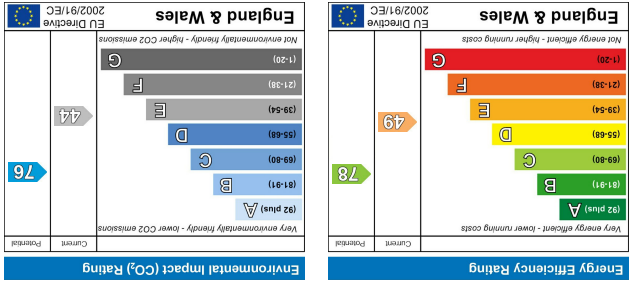 Energy Efficiency Rating
Current
Potential
Very energy efficient - lower running costs
(92 plus) A
(81-91) B
(69-80) C
(55-68) D
(39-54) E
(21-38) F
(1-20) G
49
78
Not energy efficient - higher running costs
England & Wales
EU Directive
2002/91/EC
Environmental Impact (CO₂) Rating
Current
Potential
Very environmentally friendly - lower CO2 emissions
(92 plus) A
(81-91) B
(69-80) C
(55-68) D
(39-54) E
(21-38) F
(1-20) G
44
76
Not environmentally friendly - higher CO2 emissions
England & Wales
EU Directive
2002/91/EC